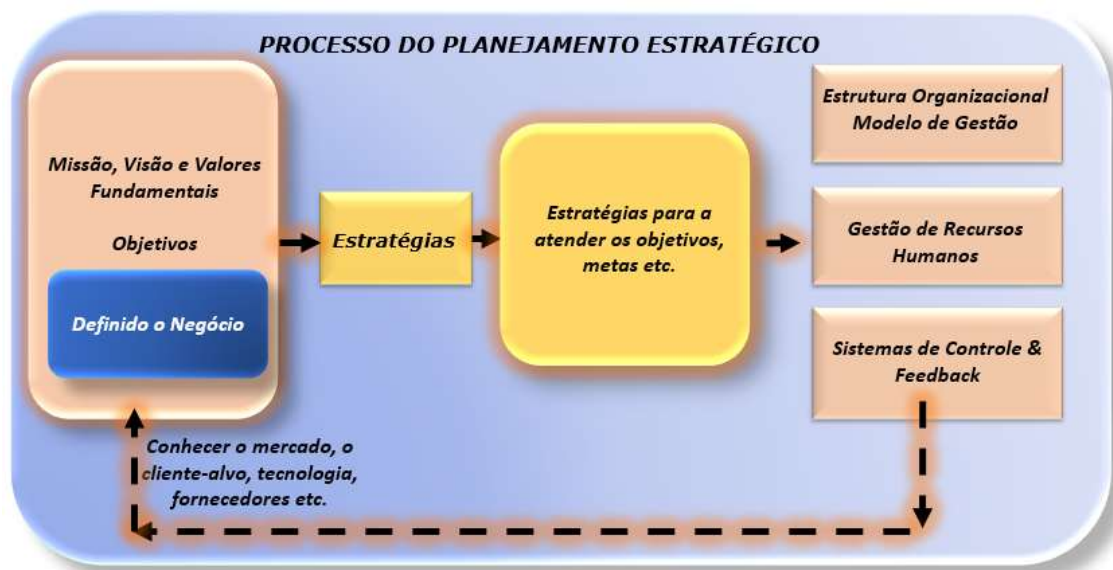 PROCESSO DO PLANEJAMENTO ESTRATÉGICO
Missão, Visão e Valores
Fundamentais
Objetivos
Definido o Negócio
Estratégias
Estratégias para a
atender os objetivos,
metas etc.
Estrutura Organizacional
Modelo de Gestão
Gestão de Recursos
Humanos
Sistemas de Controle &
Feedback
Conhecer o mercado, o
cliente-alvo, tecnologia,
fornecedores etc.